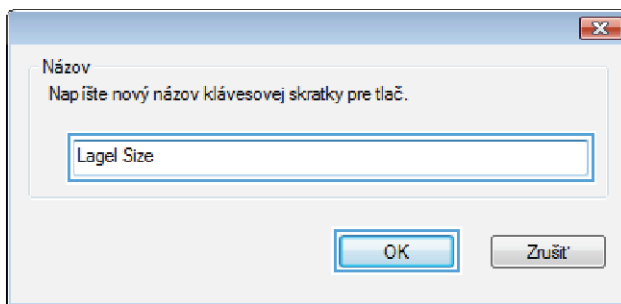 Názov
Napíšte nový názov klávesovej skratky pre tlač.
Lagel Size
OK
Zrušiť